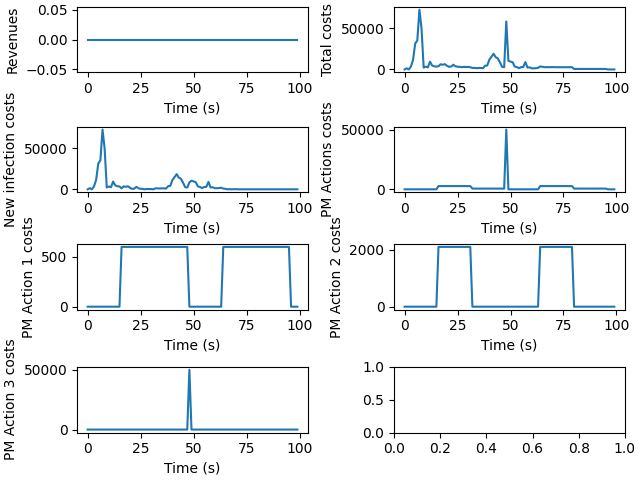 Revenues
0.05
0.00
−0.05
0 25 50 75 100
Time (s)
Total costs
50000
0
0 25 50 75 100
Time (s)
New infection costs
50000
0
0 25 50 75 100
Time (s)
PM Actions costs
50000
0
0 25 50 75 100
Time (s)
PM Action 1 costs
500
0
0 25 50 75 100
Time (s)
PM Action 2 costs
2000
0
0 25 50 75 100
Time (s)
PM Action 3 costs
50000
0
0 25 50 75 100
Time (s)
1.0
0.5
0.0
0.0 0.2 0.4 0.6 0.8 1.0